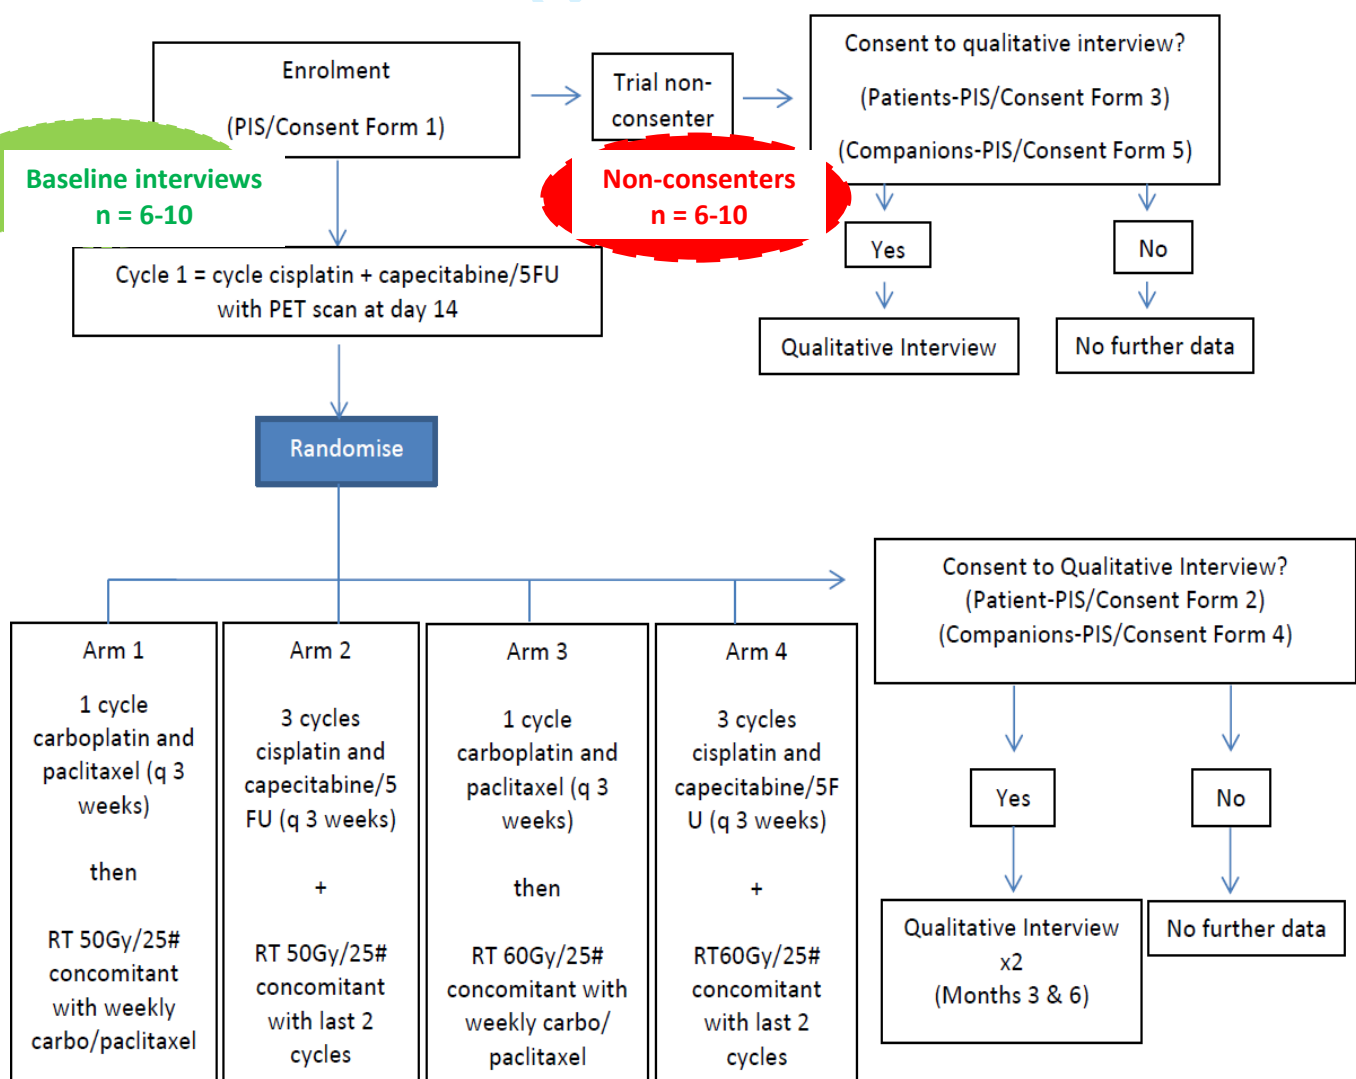 Enrolment
(PIS/Consent Form 1)
Trial non-
consenter
Consent to qualitative interview?
(Patients-PIS/Consent Form 3)
(Companions-PIS/Consent Form 5)
Baseline interviews
n = 6-10
Non-consenters
n = 6-10
Yes
No
Cycle 1 = cycle cisplatin + capecitabine/5FU
with PET scan at day 14
Qualitative Interview
No further data
Randomise
Consent to Qualitative Interview?
(Patient-PIS/Consent Form 2)
(Companions-PIS/Consent Form 4)
Arm 1
1 cycle
carboplatin and
paclitaxel (q 3
weeks)
then
RT 50Gy/25#
concomitant
with weekly
carbo/paclitaxel
Arm 2
3 cycles
cisplatin and
capecitabine/5
FU (q 3 weeks)
+
RT 50Gy/25#
concomitant
with last 2
cycles
Arm 3
1 cycle
carboplatin and
paclitaxel (q 3
weeks)
then
RT 60Gy/25#
concomitant with
weekly carbo/
paclitaxel
Arm 4
3 cycles
cisplatin and
capecitabine/5F
U (q 3 weeks)
+
RT60Gy/25#
concomitant
with last 2
cycles
Yes
No
Qualitative Interview
x2
(Months 3 & 6)
No further data